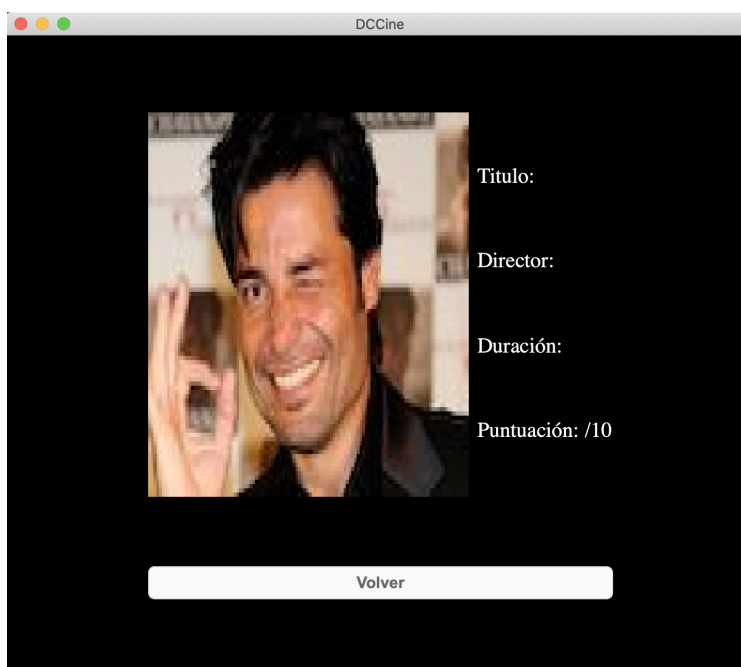 DCCine
Titulo:
Director:
Duración:
Puntuación: /10
Volver